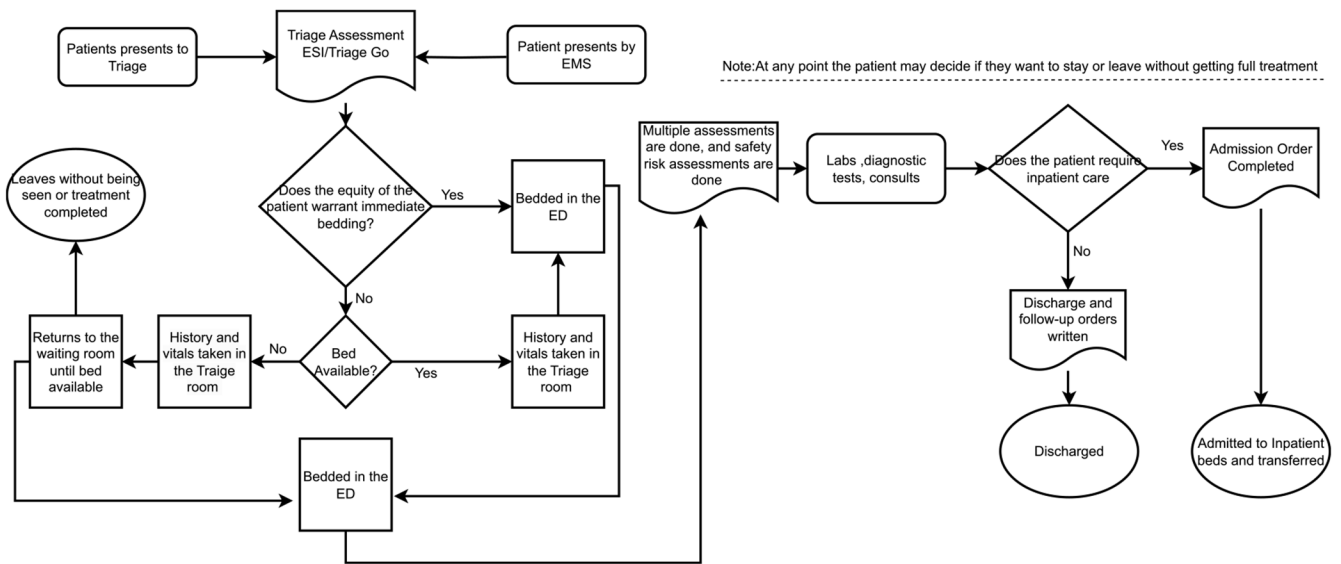 Patients presents to
Triage
Triage Assessment
ESI/Triage Go
Patient presents by
EMS
Note:At any point the patient may decide if they want to stay or leave without getting full treatment
Leaves without being
seen or treatment
completed
Does the equity of the
patient warrant immediate
bedding?
Yes
Bedded in the
ED
No
Returns to the
waiting room
until bed
available
History and
vitals taken in
the Traige
room
No
Bed
Available?
Yes
History and
vitals taken in
the Triage
room
Bedded in the
ED
Multiple assessments
are done, and safety
risk assessments are
done
Labs ,diagnostic
tests, consults
Does the patient require
inpatient care
Yes
Admission Order
Completed
No
Discharge and
follow-up orders
written
Discharged
Admitted to Inpatient
beds and transferred